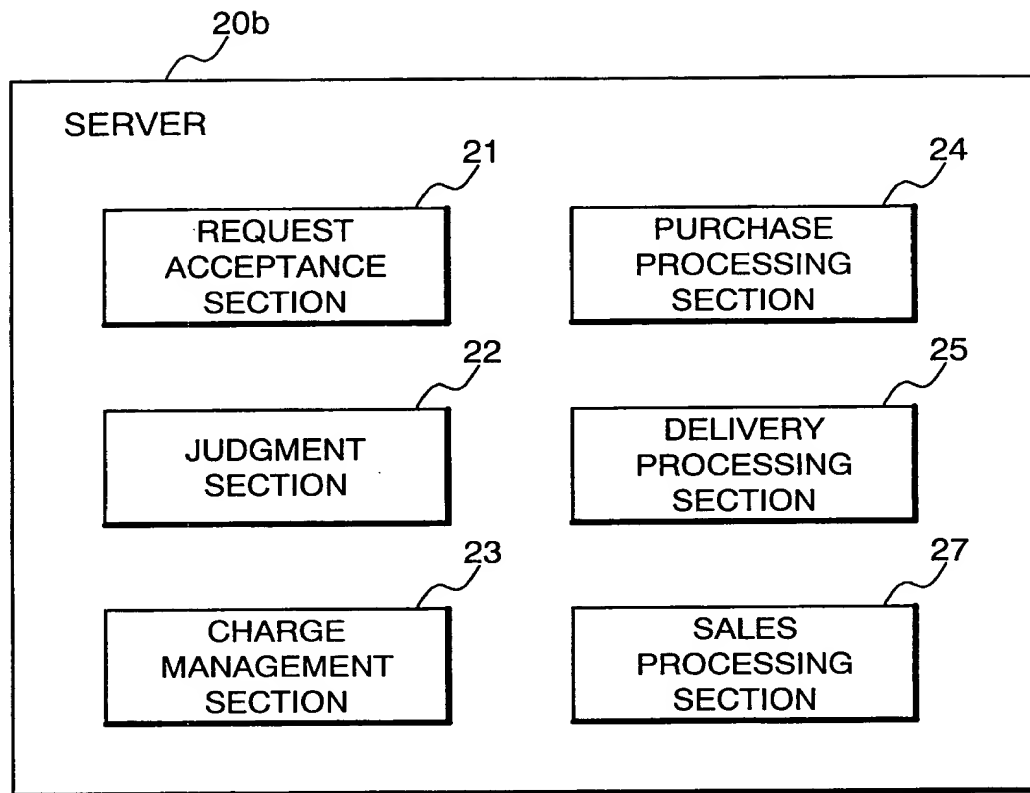 20b
SERVER
21
REQUEST
ACCEPTANCE
SECTION
24
PURCHASE
PROCESSING
SECTION
22
JUDGMENT
SECTION
25
DELIVERY
PROCESSING
SECTION
23
CHARGE
MANAGEMENT
SECTION
27
SALES
PROCESSING
SECTION